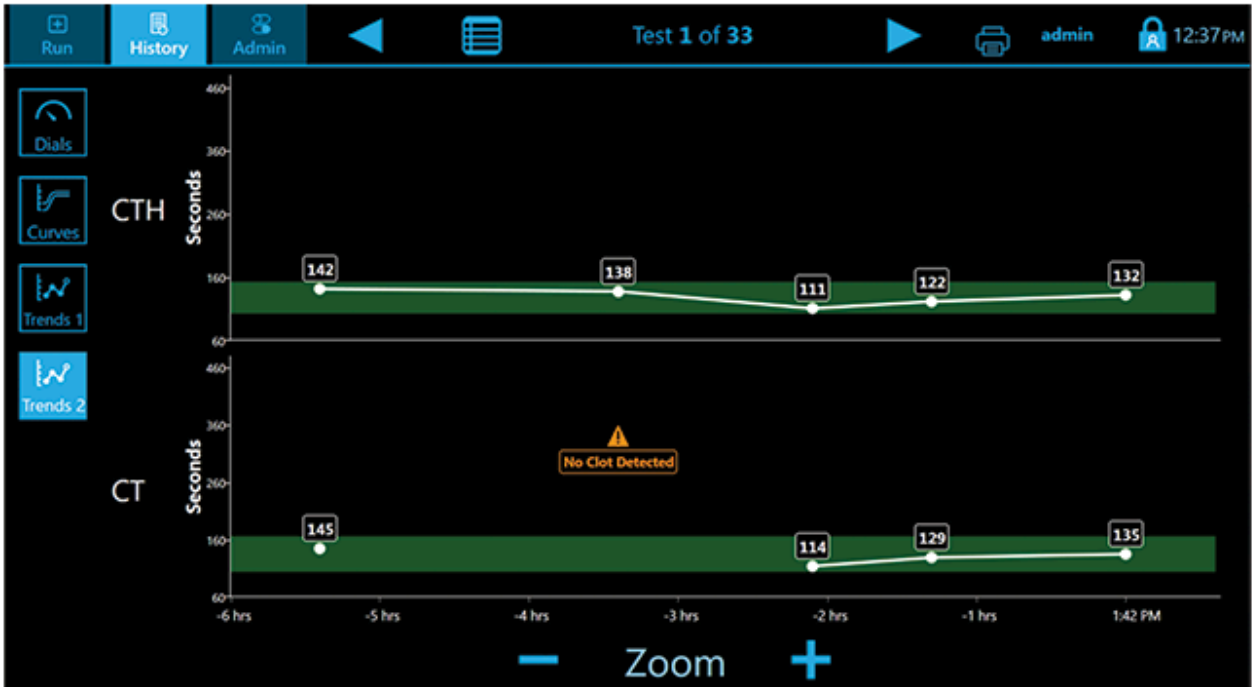 Run
History
Admin
Test 1 of 33
admin
12:37PM
Dials
Curves
Trends 1
Trends 2
CTH
Seconds
460
360
260
160
60
142
138
111
122
132
CT
Seconds
460
360
260
160
60
No Clot Detected
145
114
129
135
-6 hrs
-5 hrs
-4 hrs
-3 hrs
-2 hrs
-1 hrs
1:42 PM
Zoom